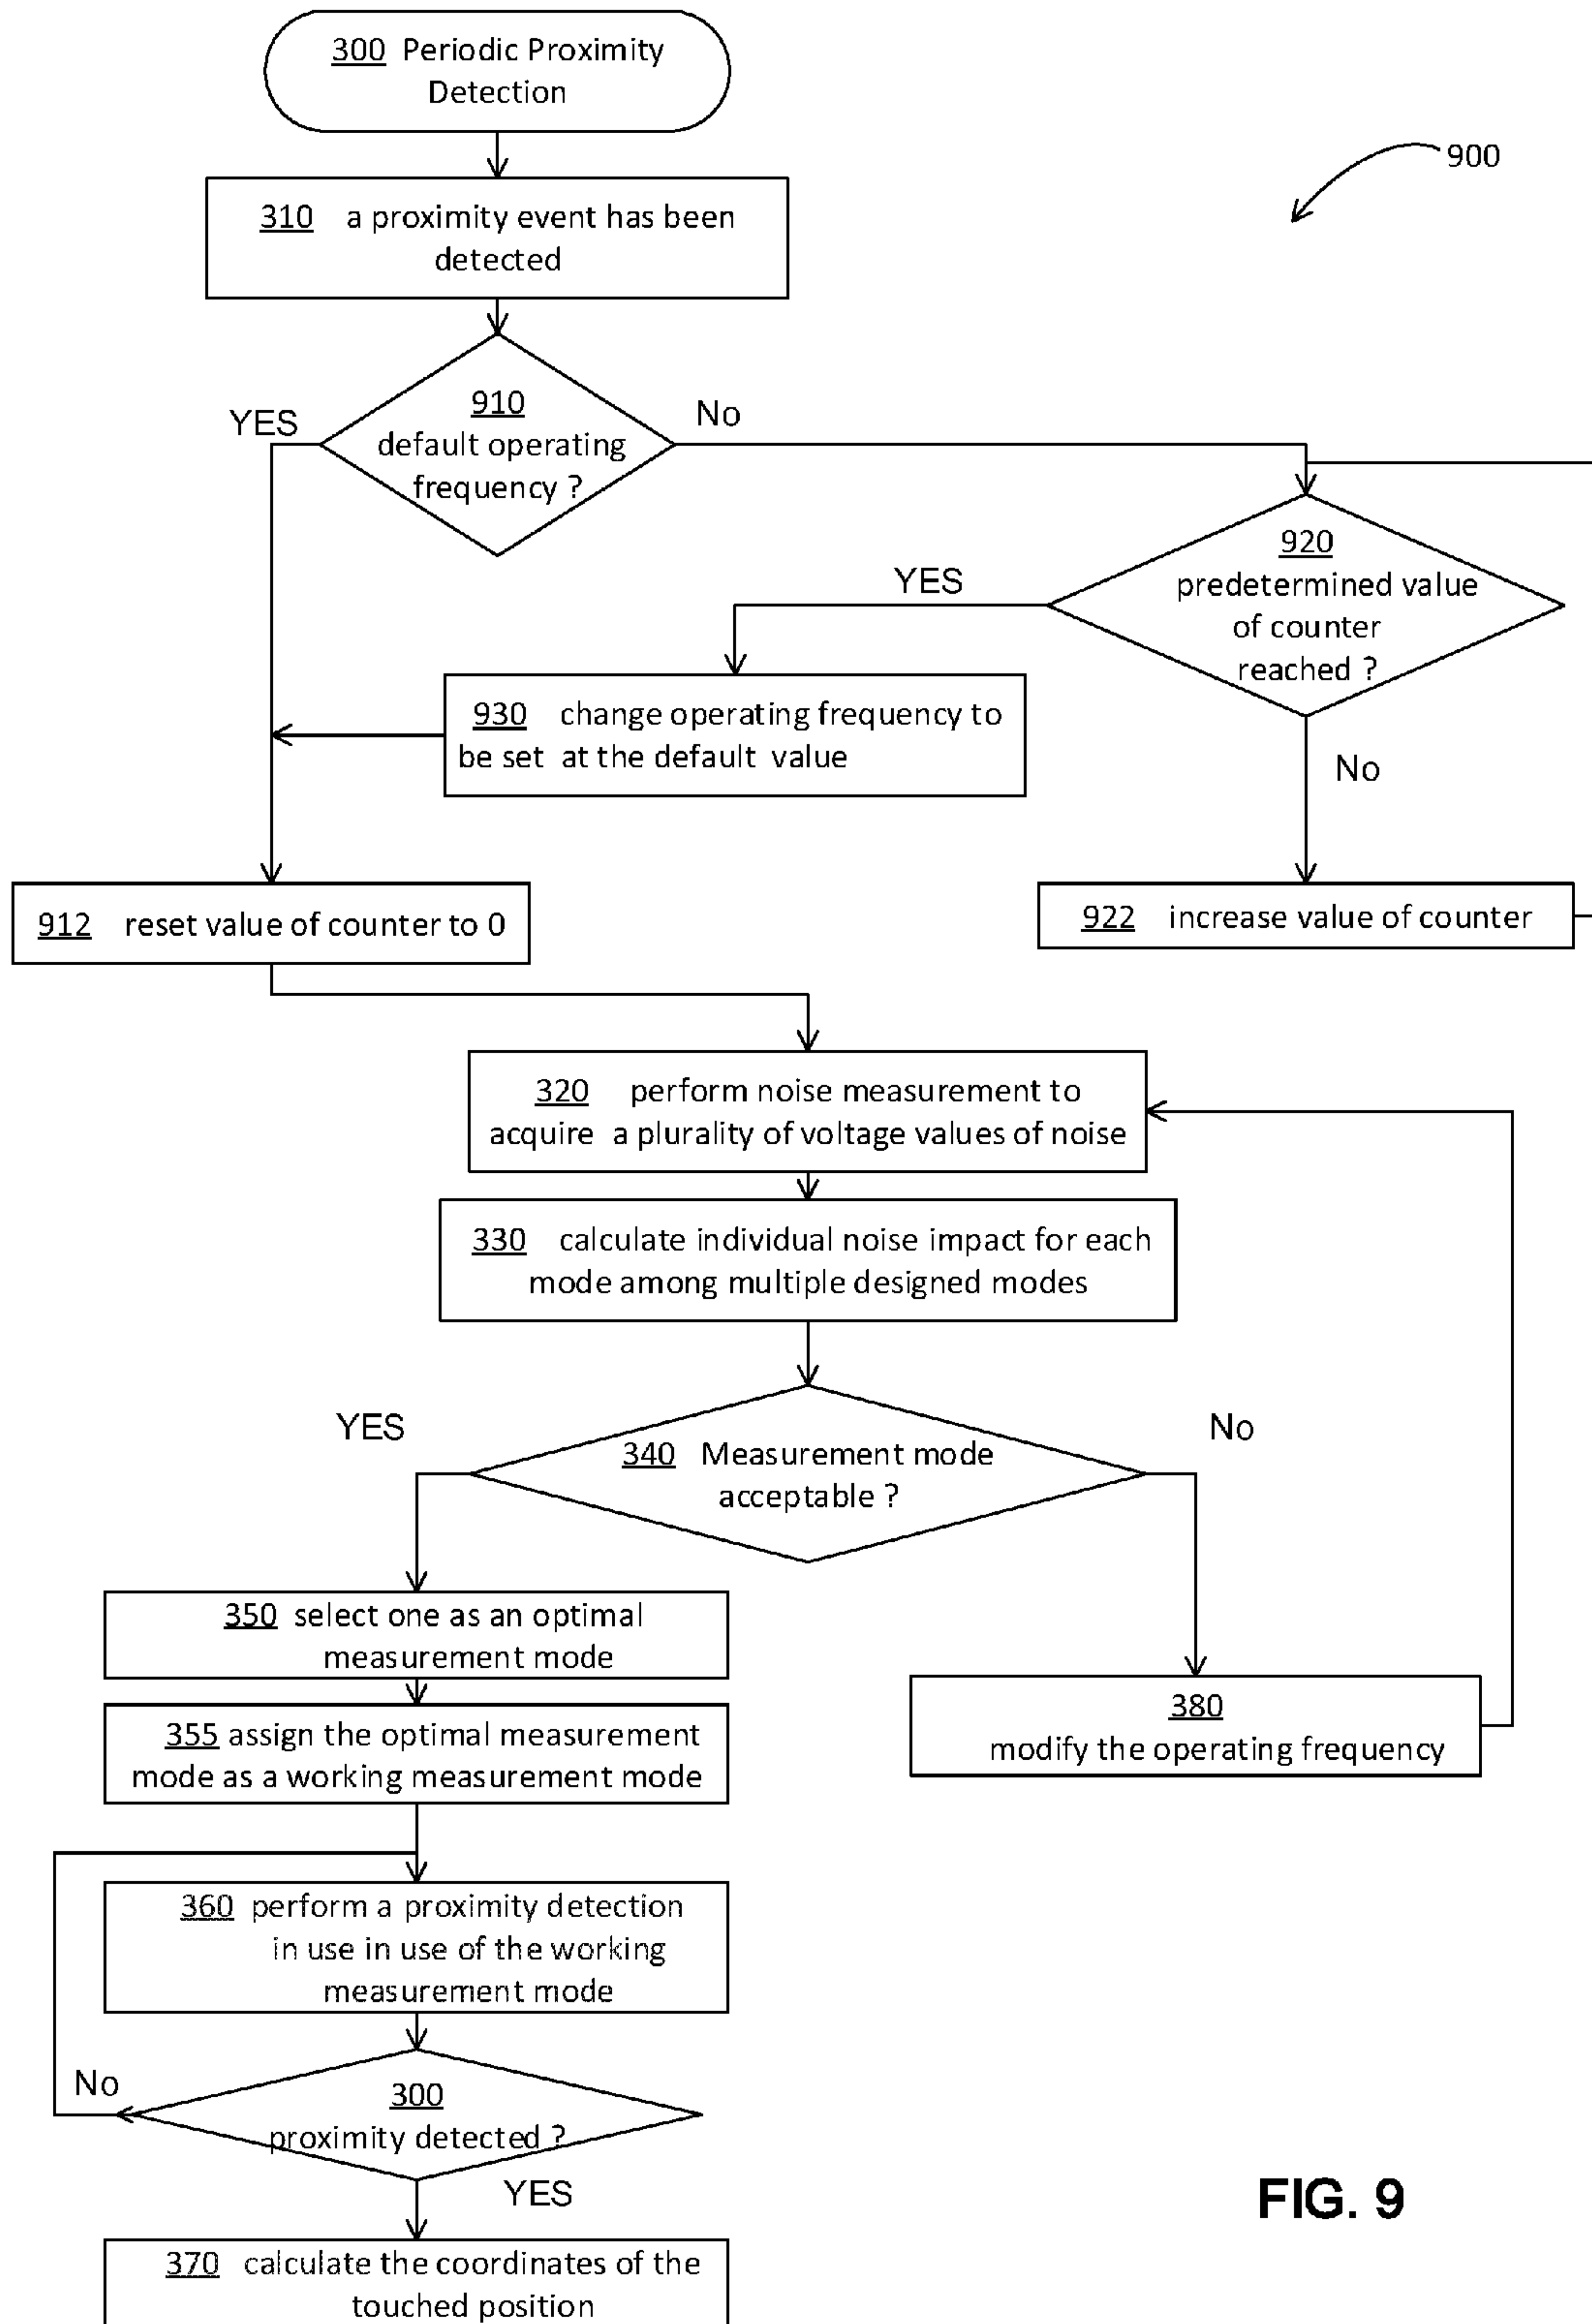 300 Periodic Proximity
Detection
900
310 a proximity event has been
detected
910
default operating
frequency ?
YES
No
920
predetermined value
of counter
reached ?
YES
No
930 change operating frequency to
be set at the default value
912 reset value of counter to 0
922 increase value of counter
320 perform noise measurement to
acquire a plurality of voltage values of noise
330 calculate individual noise impact for each
mode among multiple designed modes
YES
No
340 Measurement mode
acceptable ?
350 select one as an optimal
measurement mode
355 assign the optimal measurement
mode as a working measurement mode
380
modify the operating frequency
360 perform a proximity detection
in use in use of the working
measurement mode
No
300
proximity detected ?
YES
370 calculate the coordinates of the
touched position
FIG. 9